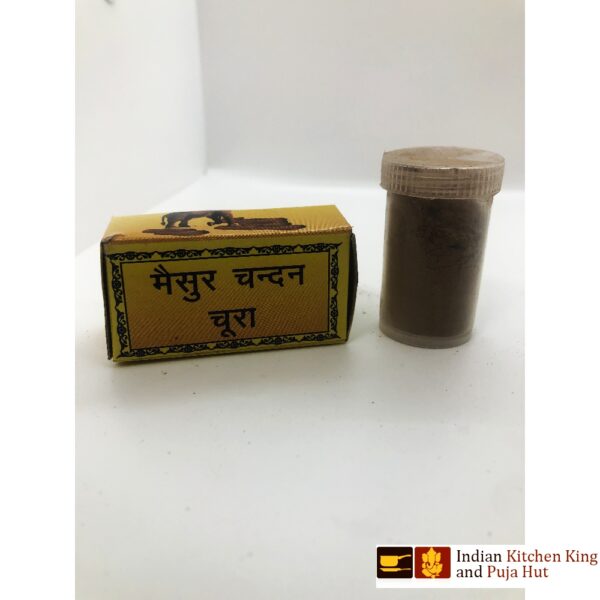 मैसुर चन्दन
चूरा
Indian Kitchen King
and Puja Hut